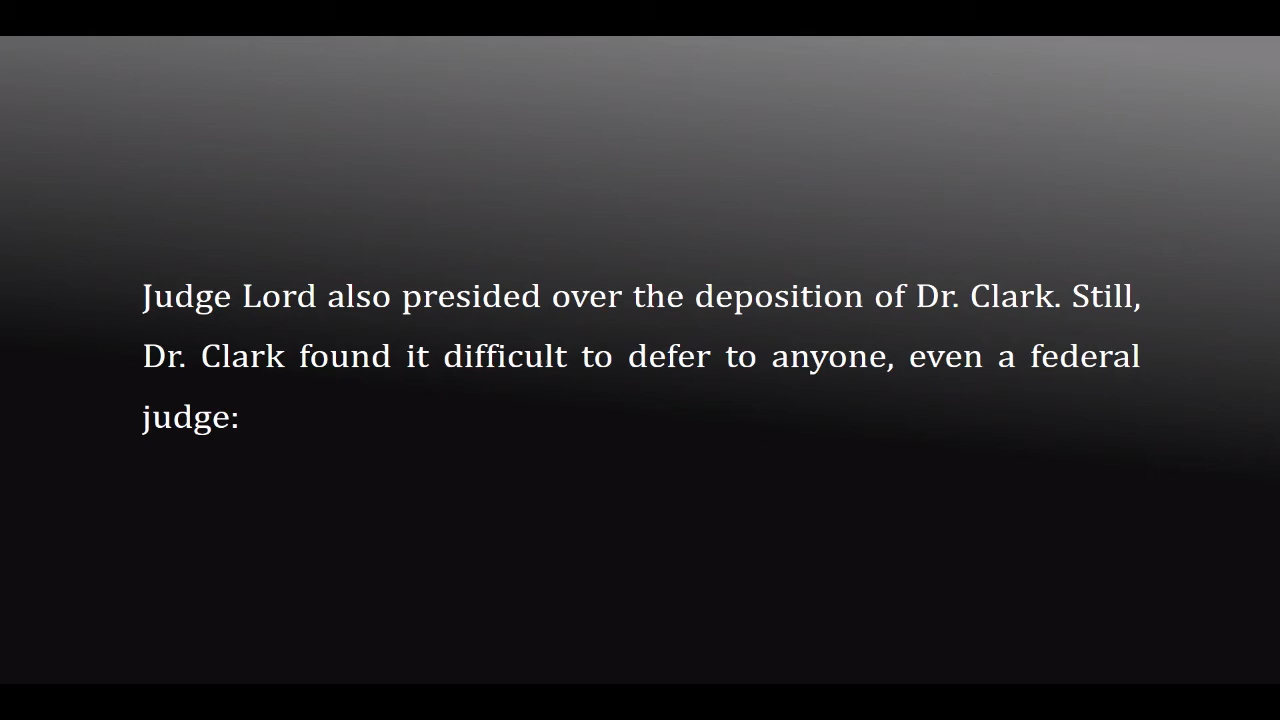 Judge Lord also presided over the deposition of Dr. Clark. Still,
Dr. Clark found it difficult to defer to anyone, even a federal
judge: